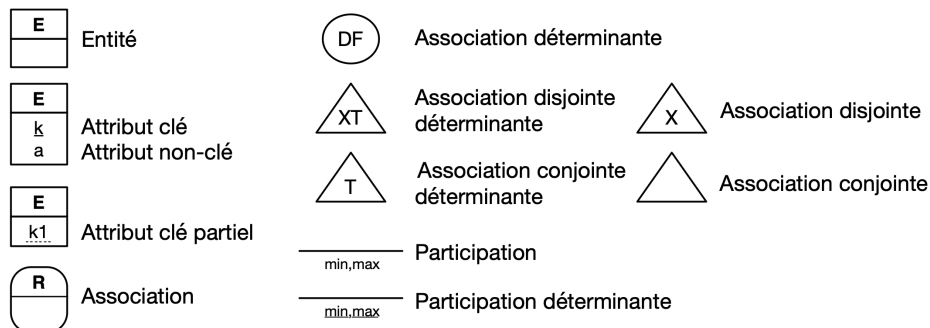 E
Entité
DF
Association déterminante
E
k
a
Attribut clé
Attribut non-clé
XT
Association disjointe
déterminante
X
Association disjointe
T
Association conjointe
déterminante
Association conjointe
E
k1
Attribut clé partiel
min,max
Participation
R
Association
min,max
Participation déterminante